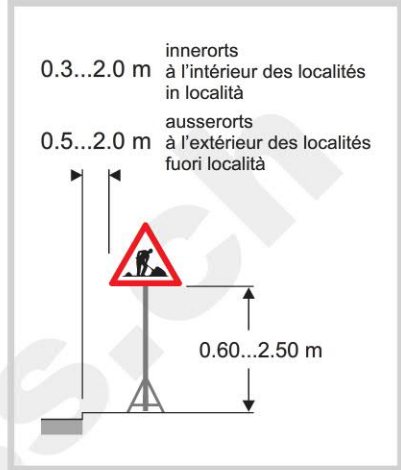 0.3...2.0 m innerorts
à l'intérieur des localités
in località
0.5...2.0 m ausserorts
à l'extérieur des localités
fuori località
0.60...2.50 m